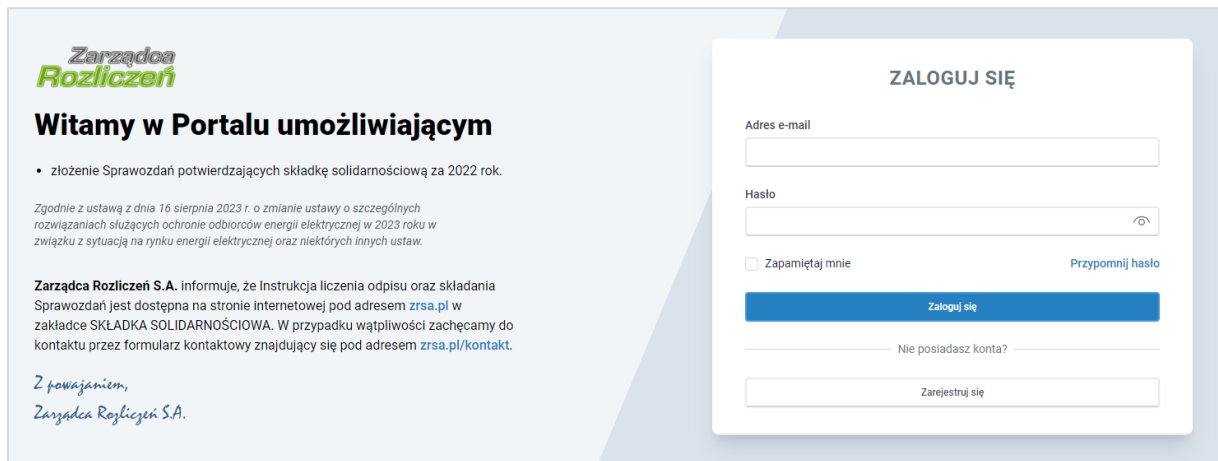 Zarządca
Rozliczeń
Witamy w Portalu umożliwiającym
• złożenie Sprawozdań potwierdzających składkę solidarnościową za 2022 rok.
Zgodnie z ustawą z dnia 16 sierpnia 2023 r. o zmianie ustawy o szczególnych
rozwiązaniach służących ochronie odbiorców energii elektrycznej w 2023 roku w
związku z sytuacją na rynku energii elektrycznej oraz niektórych innych ustaw.
Zarządca Rozliczeń S.A. informuje, że Instrukcja liczenia odpisu oraz składania
Sprawozdań jest dostępna na stronie internetowej pod adresem zrsa.pl w
zakładce SKŁADKA SOLIDARNOŚCIOWA. W przypadku wątpliwości zachęcamy do
kontaktu przez formularz kontaktowy znajdujący się pod adresem zrsa.pl/kontakt.
Z powajaniem,
Zarządca Rozliczeń S.A.
ZALOGUJ SIĘ
Adres e-mail
Hasło
Zapamiętaj mnie
Przypomnij hasło
Zaloguj się
Nie posiadasz konta?
Zarejestruj się